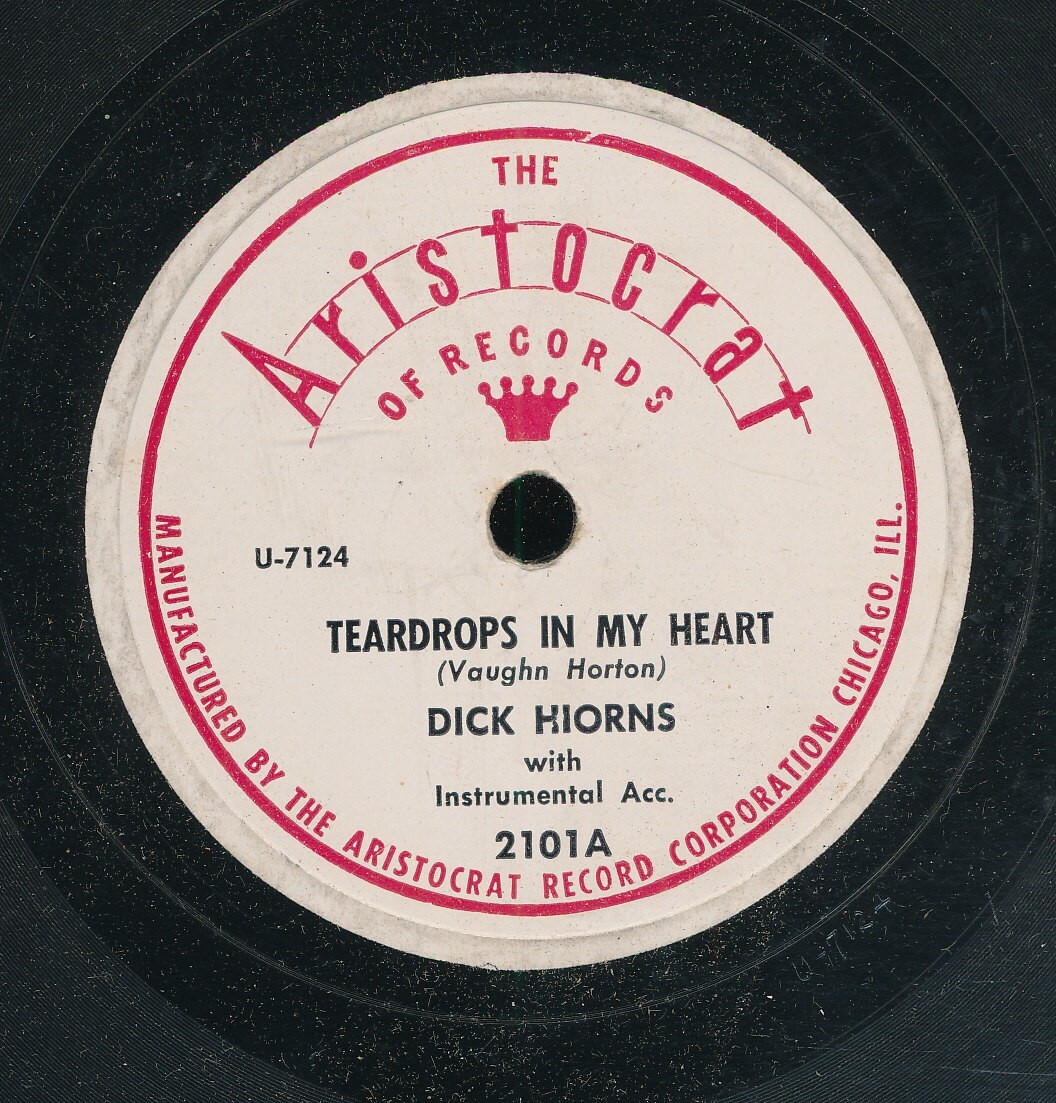 THE
Aristocrat
OF RECORDS
U-7124
TEARDROPS IN MY HEART
(Vaughn Horton)
DICK HIORNS
with
Instrumental Acc.
2101A
MANUFACTURED BY THE ARISTOCRAT RECORD CORPORATION CHICAGO, ILL.
U-7124